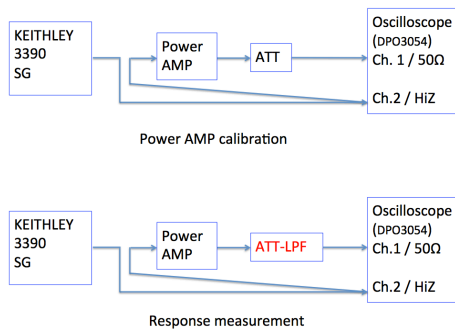 KEITHLEY
3390
SG
Power
AMP
ATT
Oscilloscope
(DPO3054)
Ch. 1 / 50Ω
Ch.2 / HiZ
Power AMP calibration
KEITHLEY
3390
SG
Power
AMP
ATT-LPF
Oscilloscope
(DPO3054)
Ch.1 / 50Ω
Ch.2 / HiZ
Response measurement